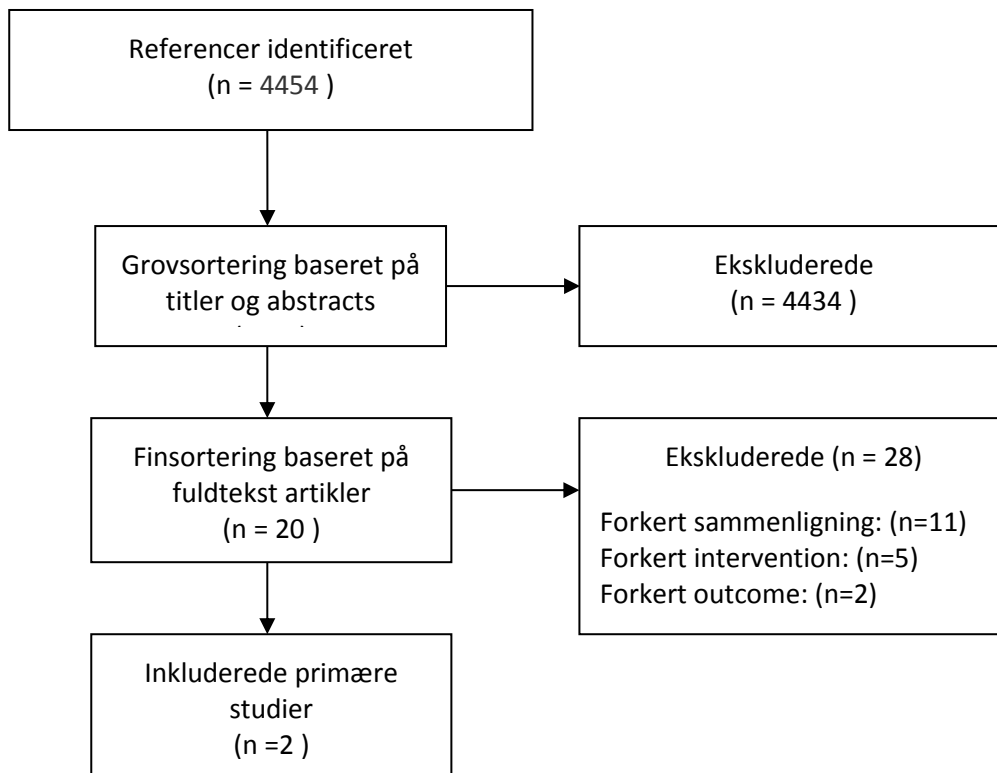 Referencer identificeret
(n = 4454 )
Grovsortering baseret på
titler og abstracts
Ekskluderede
(n = 4434 )
Finsortering baseret på
fuldtekst artikler
(n = 20 )
Ekskluderede (n = 28)
Forkert sammenligning: (n=11)
Forkert intervention: (n=5)
Forkert outcome: (n=2)
Inkluderede primære
studier
(n =2 )